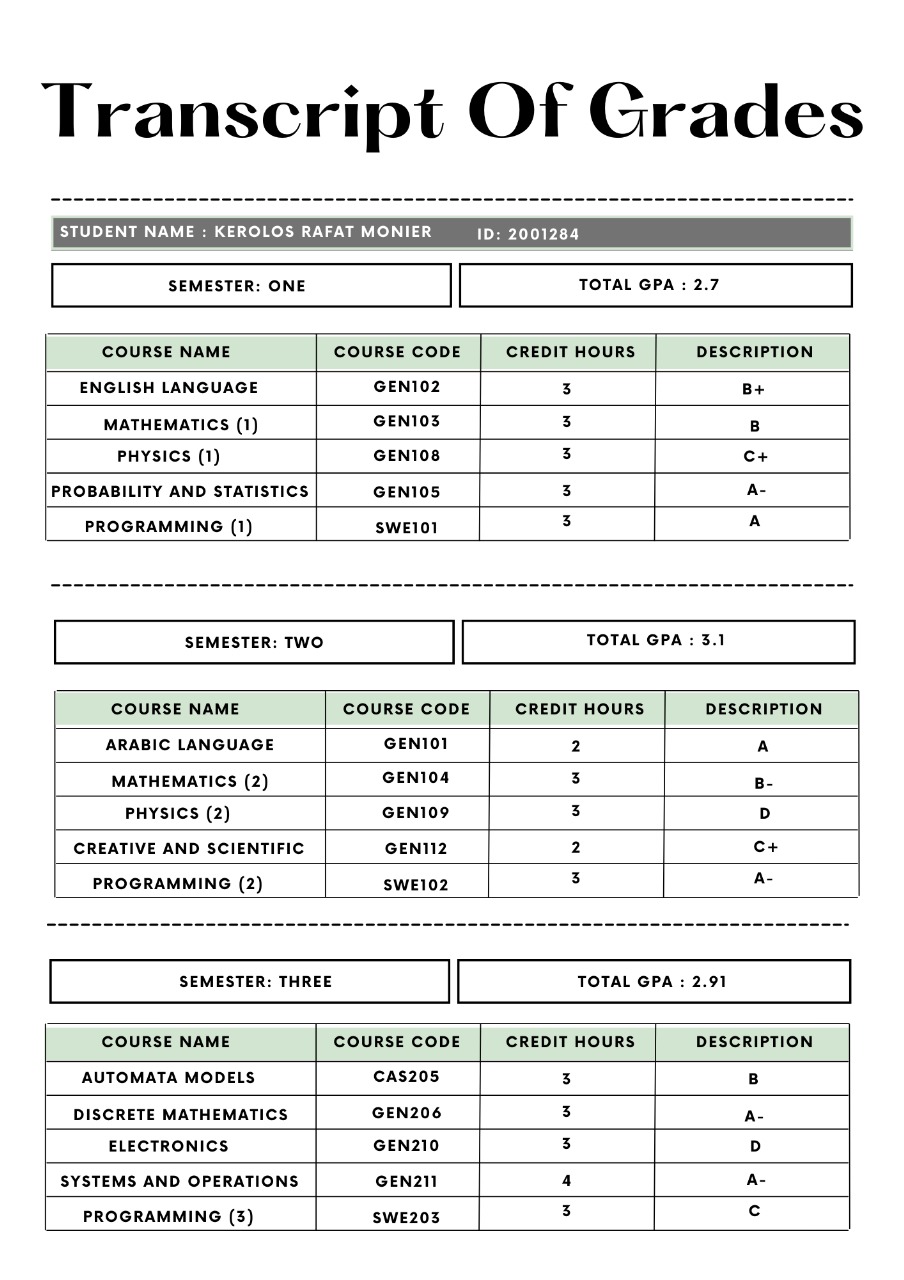 Transcript Of Grades
STUDENT NAME : KEROLOS RAFAT MONIER ID: 2001284
SEMESTER: ONE TOTAL GPA : 2.7
COURSE NAME COURSE CODE CREDIT HOURS DESCRIPTION
ENGLISH LANGUAGE GEN102 3 B+
MATHEMATICS (1) GEN103 3 B
PHYSICS (1) GEN108 3 C+
PROBABILITY AND STATISTICS GEN105 3 A-
PROGRAMMING (1) SWE101 3 A
SEMESTER: TWO TOTAL GPA : 3.1
COURSE NAME COURSE CODE CREDIT HOURS DESCRIPTION
ARABIC LANGUAGE GEN101 2 A
MATHEMATICS (2) GEN104 3 B-
PHYSICS (2) GEN109 3 D
CREATIVE AND SCIENTIFIC GEN112 2 C+
PROGRAMMING (2) SWE102 3 A-
SEMESTER: THREE TOTAL GPA : 2.91
COURSE NAME COURSE CODE CREDIT HOURS DESCRIPTION
AUTOMATA MODELS CAS205 3 B
DISCRETE MATHEMATICS GEN206 3 A-
ELECTRONICS GEN210 3 D
SYSTEMS AND OPERATIONS GEN211 4 A-
PROGRAMMING (3) SWE203 3 C